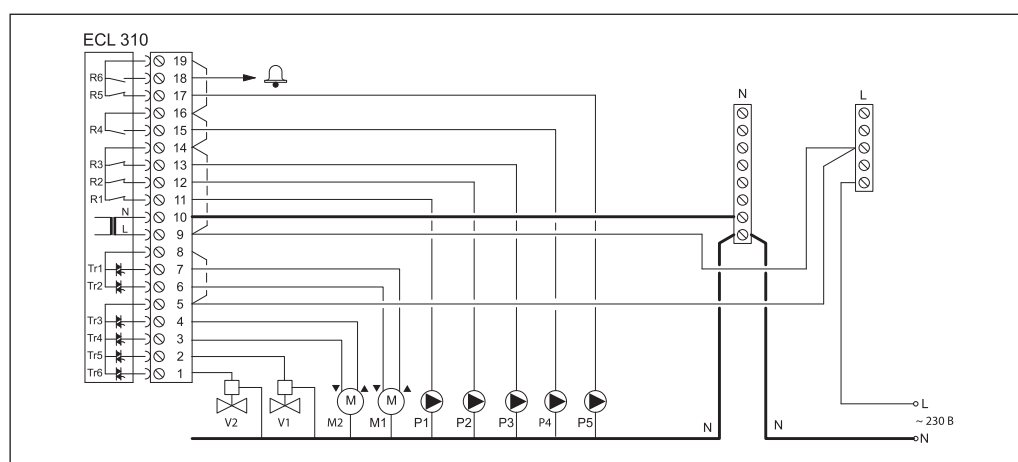 ECL 310
19
R6 18
R5 17
N L
16
R4 15
14
R3 13
R2 12
R1 11
N 10
L 9
8
Tr1 7
Tr2 6
5
Tr3 4
Tr4 3
Tr5 2
Tr6 1
M M
V2 V1 M2 M1 P1 P2 P3 P4 P5
L
~ 230 В
N N N